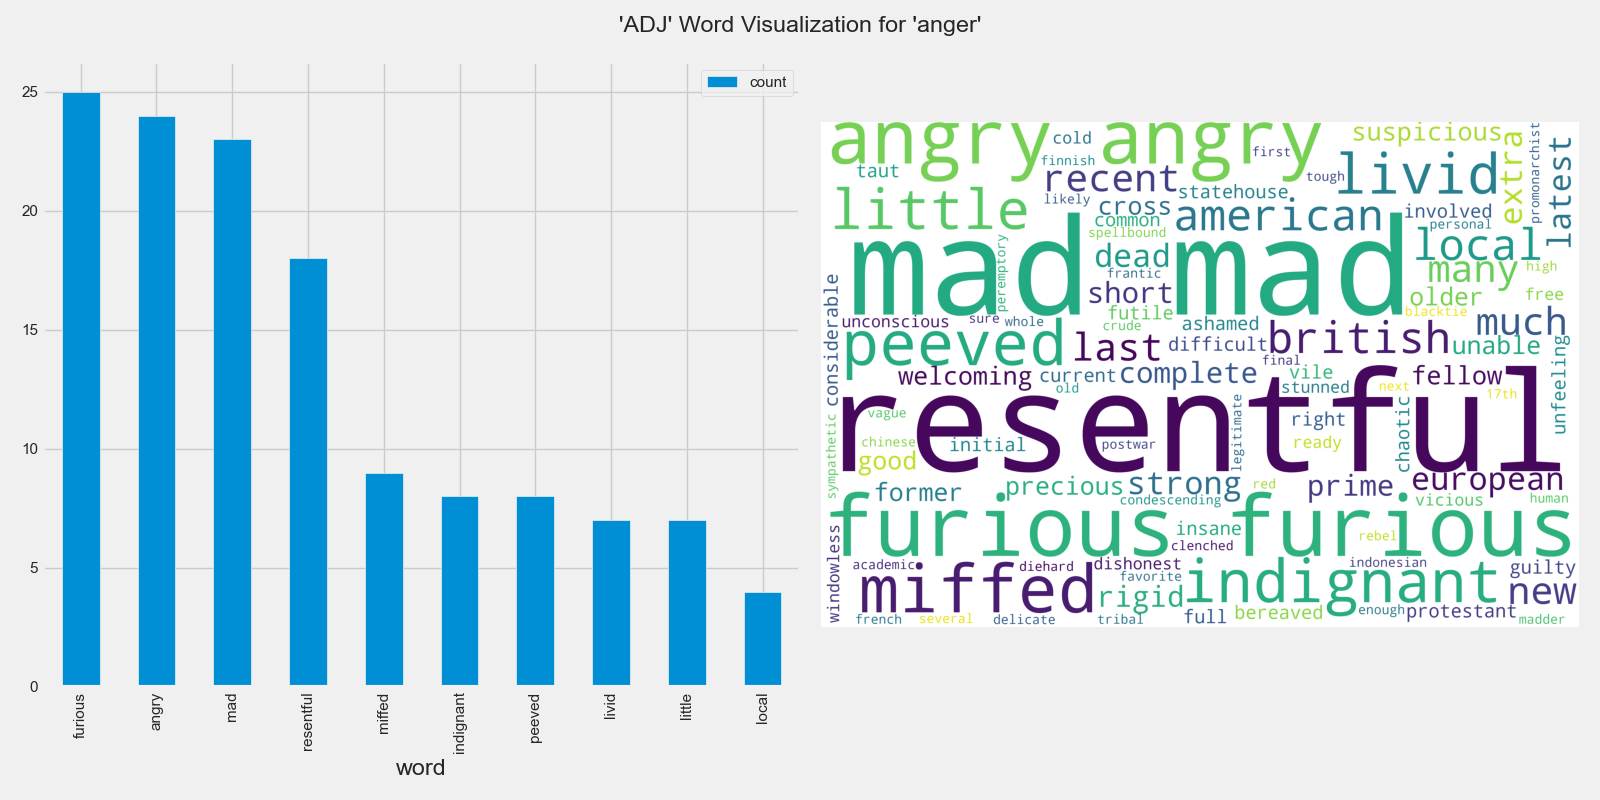 'ADJ' Word Visualization for 'anger'
count
25
20
15
10
5
0
furious
angry
mad
resentful
miffed
indignant
peeved
livid
little
local
word
angry
angry
cold
first
suspicious
extra
promonarchist
latest
taut
finnish
recent
likely
tough
livid
statehouse
little
cross
common
american
involved
personal
spellbound
mad
mad
local
peremptory
dead
frantic
many
high
considerable
short
older
free
unconscious
sure
whole
futile
crude
ashamed
blacktie
much
peeved
last
difficult
british
unable
final
welcoming
current
old
complete
vile
stunned
next
fellow
17th
unfeeling
resentful
vague
chinese
good
initial
postwar
legitimate
right
ready
chaotic
sympathetic
former
precious
strong
condescending
red
prime
european
vicious
human
furious
furious
insane
clenched
rebel
windowless
academic
diehard
dishonest
favorite
indonesian
guilty
miffed
rigid
indignant
new
french
several
delicate
tribal
full
bereaved
enough
protestant
madder